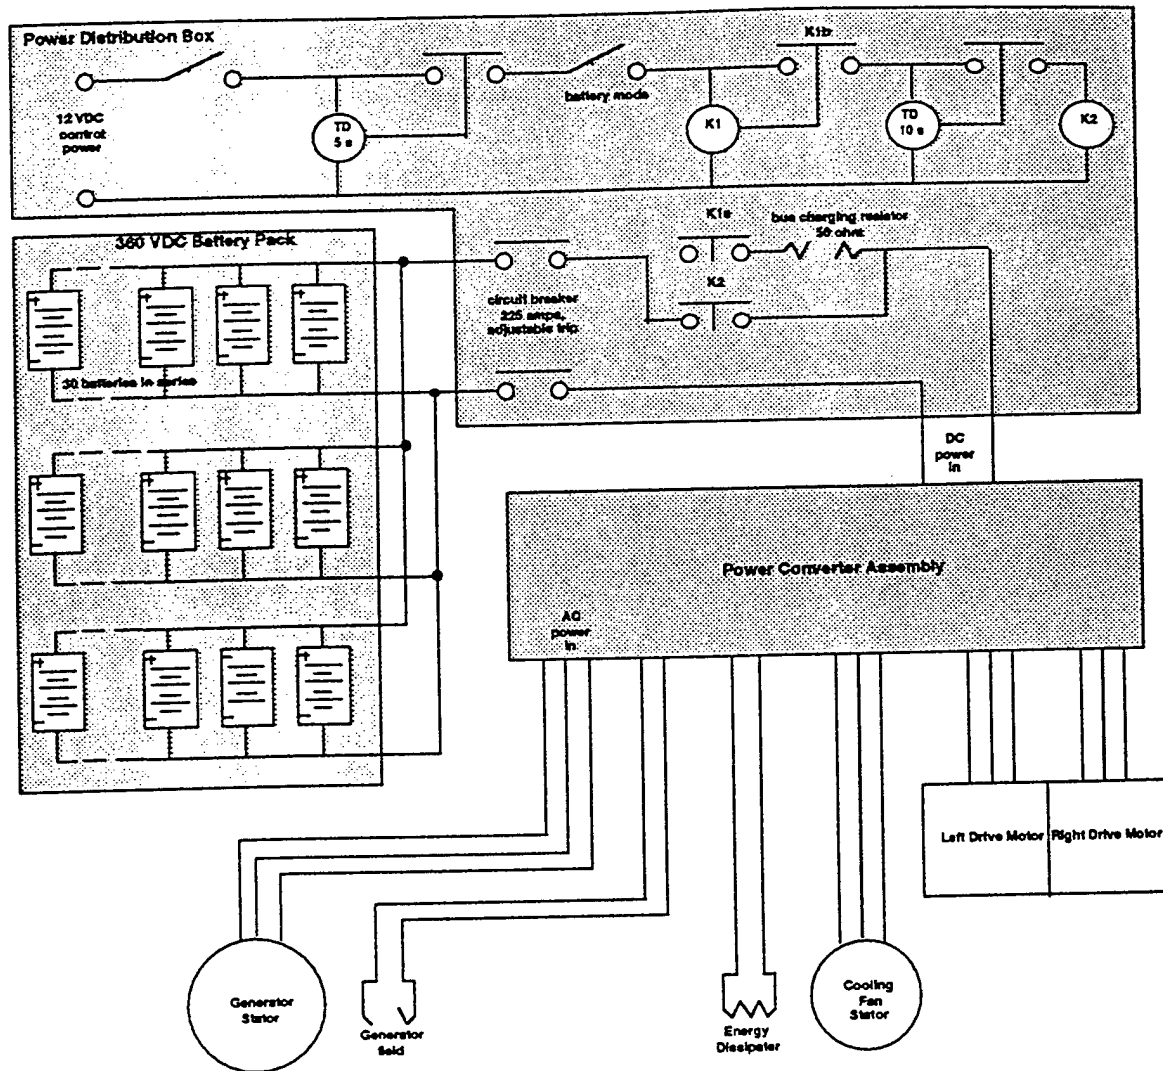 Power Distribution Box
K1b
12 VDC
control
power
battery mode
TD
5 s
K1
TD
10 s
K2
360 VDC Battery Pack
K1a
bus charging resistor
50 ohm
K2
circuit breaker
225 amps,
adjustable trip
30 batteries in series
DC
power
in
Power Converter Assembly
AC
power
in
Left Drive Motor
Right Drive Motor
Generator
Stator
Generator
field
Energy
Dissipater
Cooling
Fan
Stator